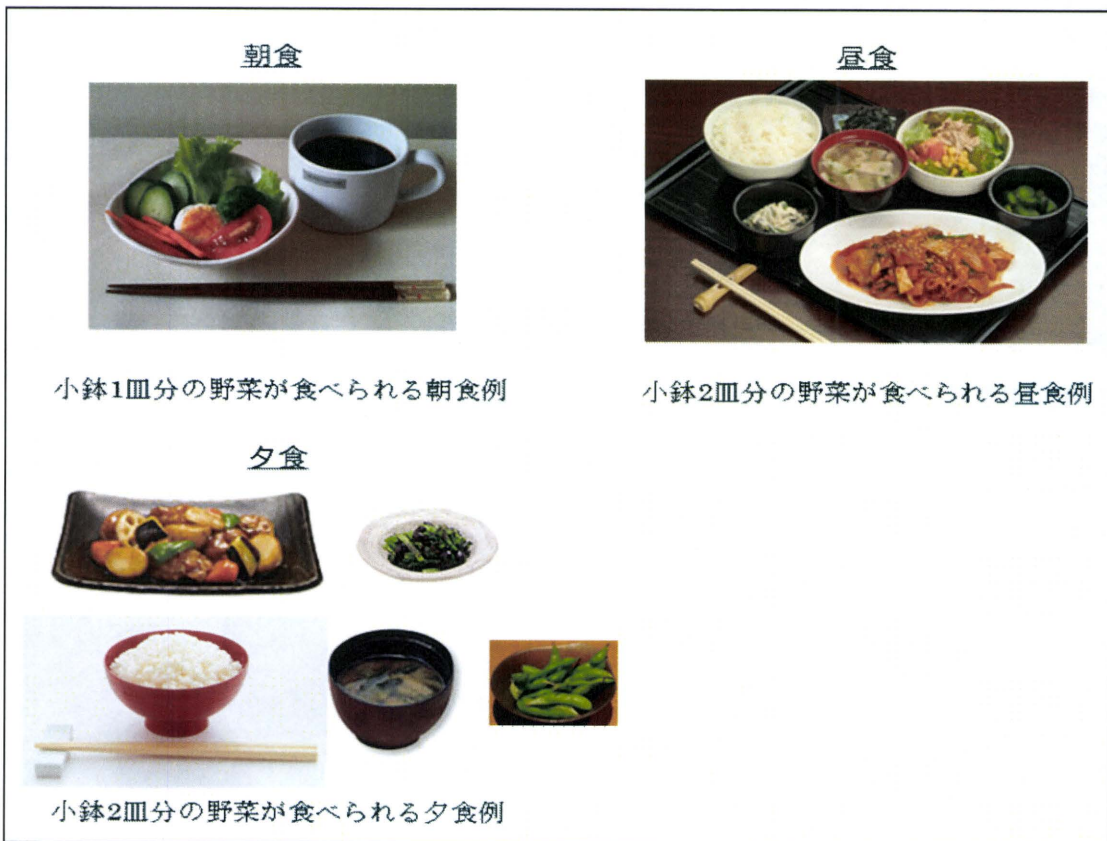 朝食
昼食
小鉢1皿分の野菜が食べられる朝食例
小鉢2皿分の野菜が食べられる昼食例
夕食
小鉢2皿分の野菜が食べられる夕食例